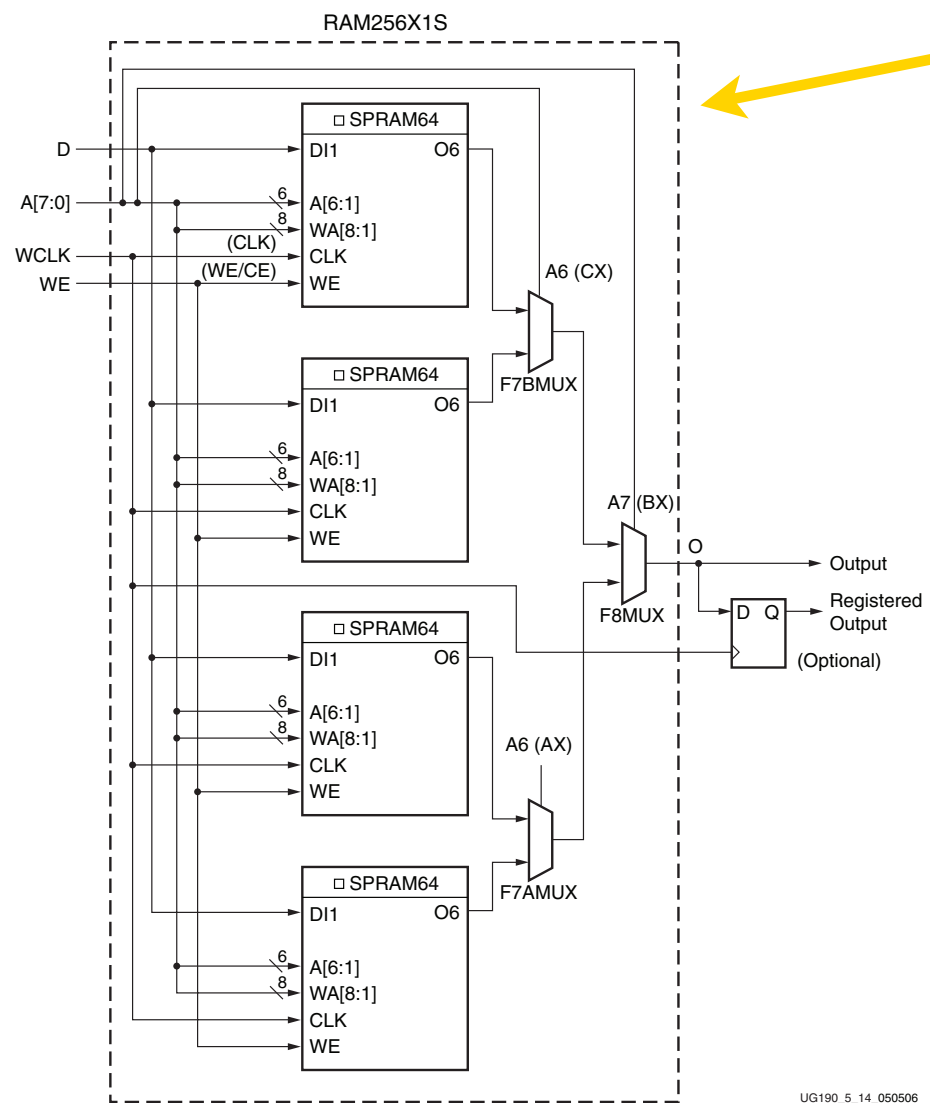 RAM256X1S
D
A[7:0]
WCLK
WE
(CLK)
(WE/CE)
□ SPRAM64
DI1
O6
6
A[6:1]
8
WA[8:1]
CLK
WE
A6 (CX)
F7BMUX
□ SPRAM64
DI1
O6
6
A[6:1]
8
WA[8:1]
CLK
WE
A7 (BX)
F8MUX
O
Output
D Q
Registered
Output
(Optional)
□ SPRAM64
DI1
O6
6
A[6:1]
8
WA[8:1]
CLK
WE
A6 (AX)
F7AMUX
□ SPRAM64
DI1
O6
6
A[6:1]
8
WA[8:1]
CLK
WE
UG190_5_14_050506